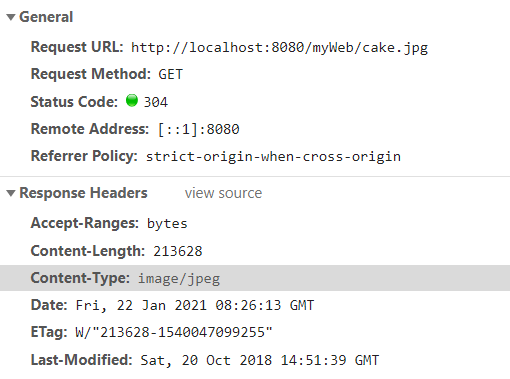 General
Request URL: http://localhost:8080/myWeb/cake.jpg
Request Method: GET
Status Code: 304
Remote Address: [::1]:8080
Referrer Policy: strict-origin-when-cross-origin
Response Headers view source
Accept-Ranges: bytes
Content-Length: 213628
Content-Type: image/jpeg
Date: Fri, 22 Jan 2021 08:26:13 GMT
ETag: W/"213628-1540047099255"
Last-Modified: Sat, 20 Oct 2018 14:51:39 GMT